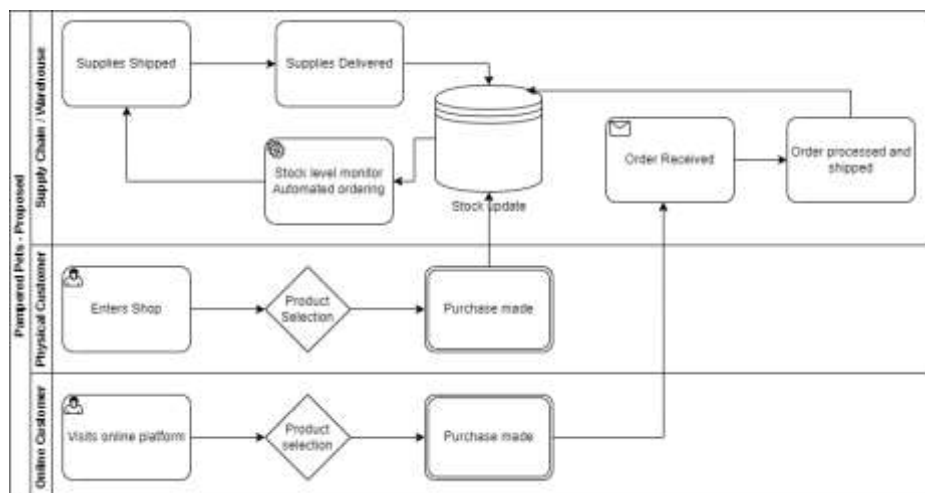 Pampered Pets - Proposed
Supply Chain / Warehouse
Supplies Shipped
Supplies Delivered
Stock level monitor
Automated ordering
Stock update
Order Received
Order processed and
shipped
Physical Customer
Enters Shop
Product
Selection
Purchase made
Online Customer
Visits online platform
Product
selection
Purchase made